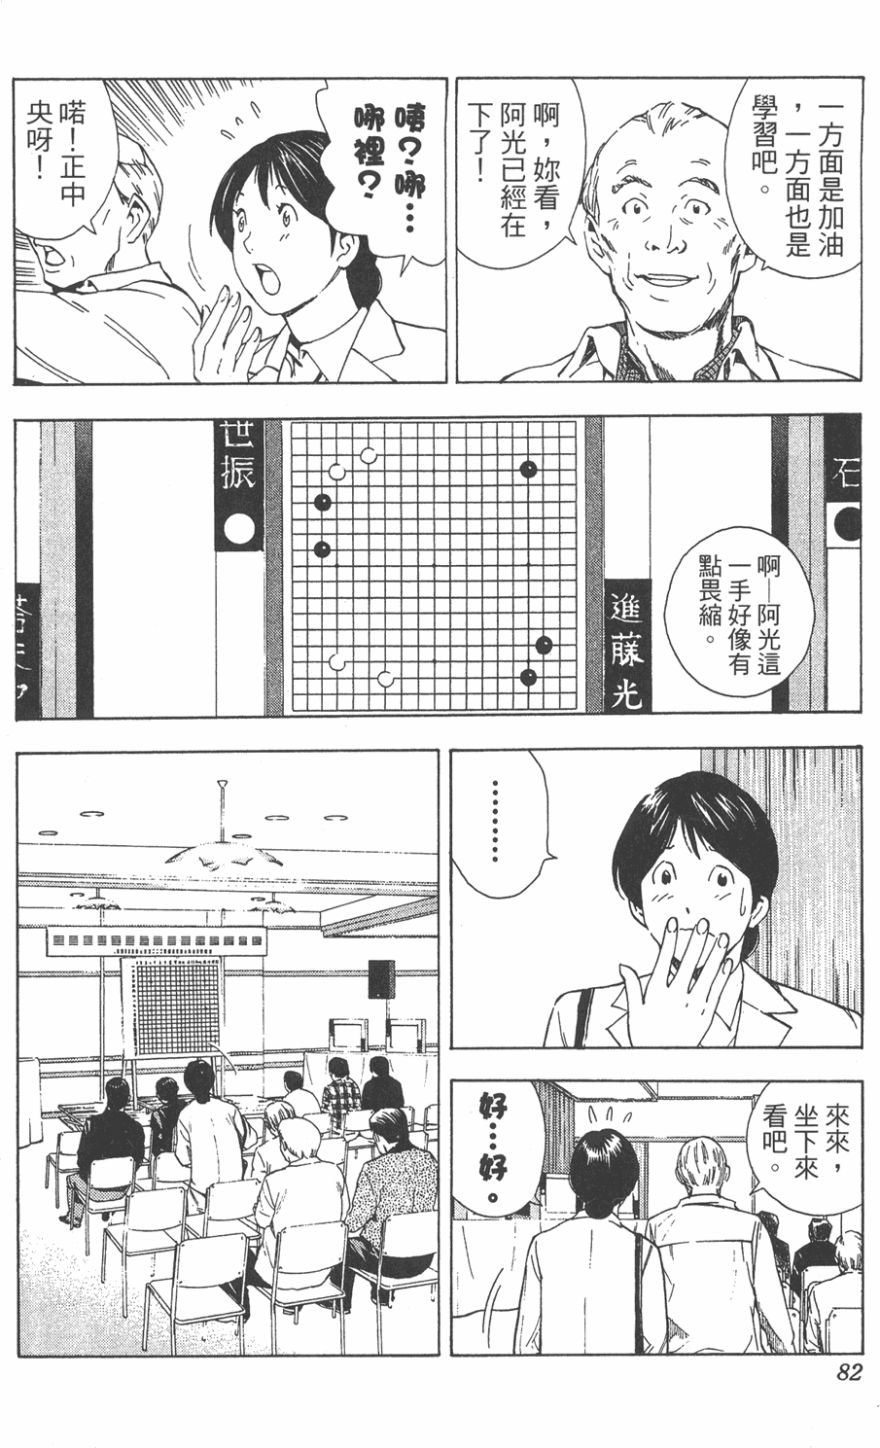 一方面是加油
，一方面也是
學習吧。
啊，妳看，
阿光已經在
下了！
咦？哪…
哪裡？
喏！正中
央呀！
石
啊—阿光這
一手好像有
點畏縮。
進藤光
世振
………
來來，
坐下來
看吧。
好…好。
82